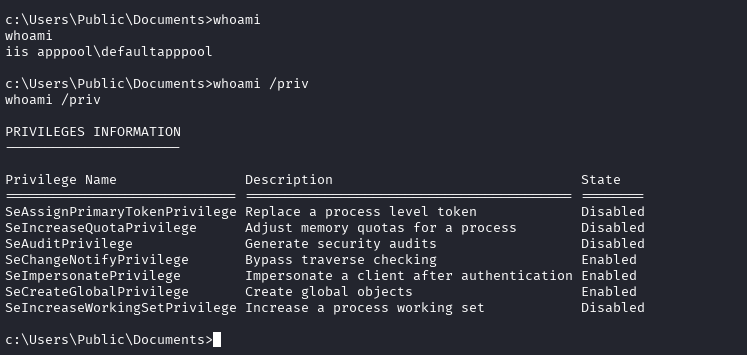 c:\Users\Public\Documents>whoami
whoami
iis apppool\defaultapppool
c:\Users\Public\Documents>whoami /priv
whoami /priv
PRIVILEGES INFORMATION
----------------------
Privilege Name                Description                               State
============================= ========================================= ========
SeAssignPrimaryTokenPrivilege Replace a process level token             Disabled
SeIncreaseQuotaPrivilege      Adjust memory quotas for a process        Disabled
SeAuditPrivilege              Generate security audits                  Disabled
SeChangeNotifyPrivilege       Bypass traverse checking                  Enabled
SeImpersonatePrivilege        Impersonate a client after authentication Enabled
SeCreateGlobalPrivilege       Create global objects                     Enabled
SeIncreaseWorkingSetPrivilege Increase a process working set            Disabled
c:\Users\Public\Documents>